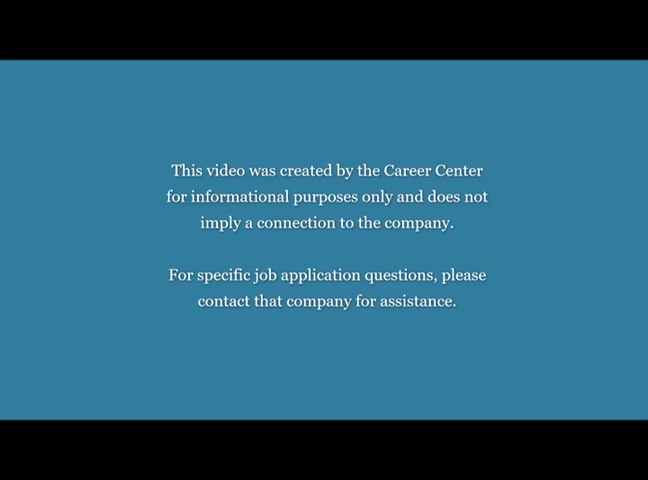 This video was created by the Career Center
for informational purposes only and does not
imply a connection to the company.
For specific job application questions, please
contact that company for assistance.